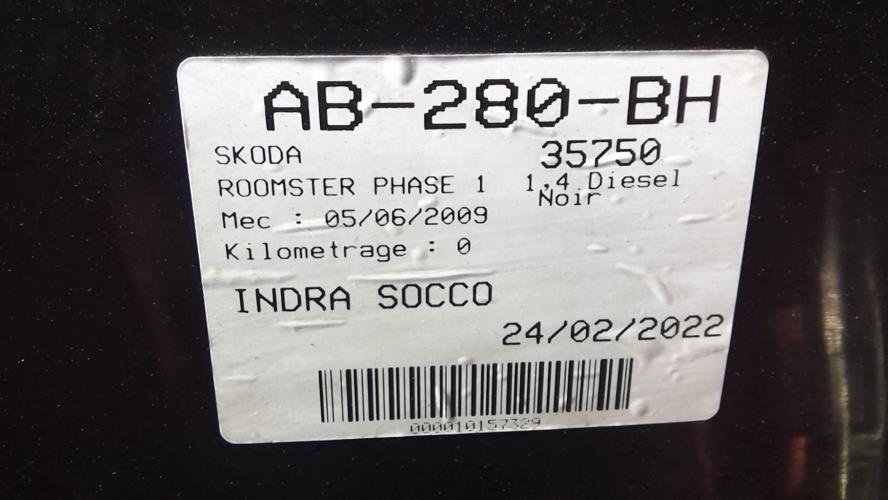 AB-280-BH
SKODA 35750
ROOMSTER PHASE 1 1,4 Diesel
Noir
Mec : 05/06/2009
Kilometrage : 0
INDRA SOCCO
24/02/2022
000010157329